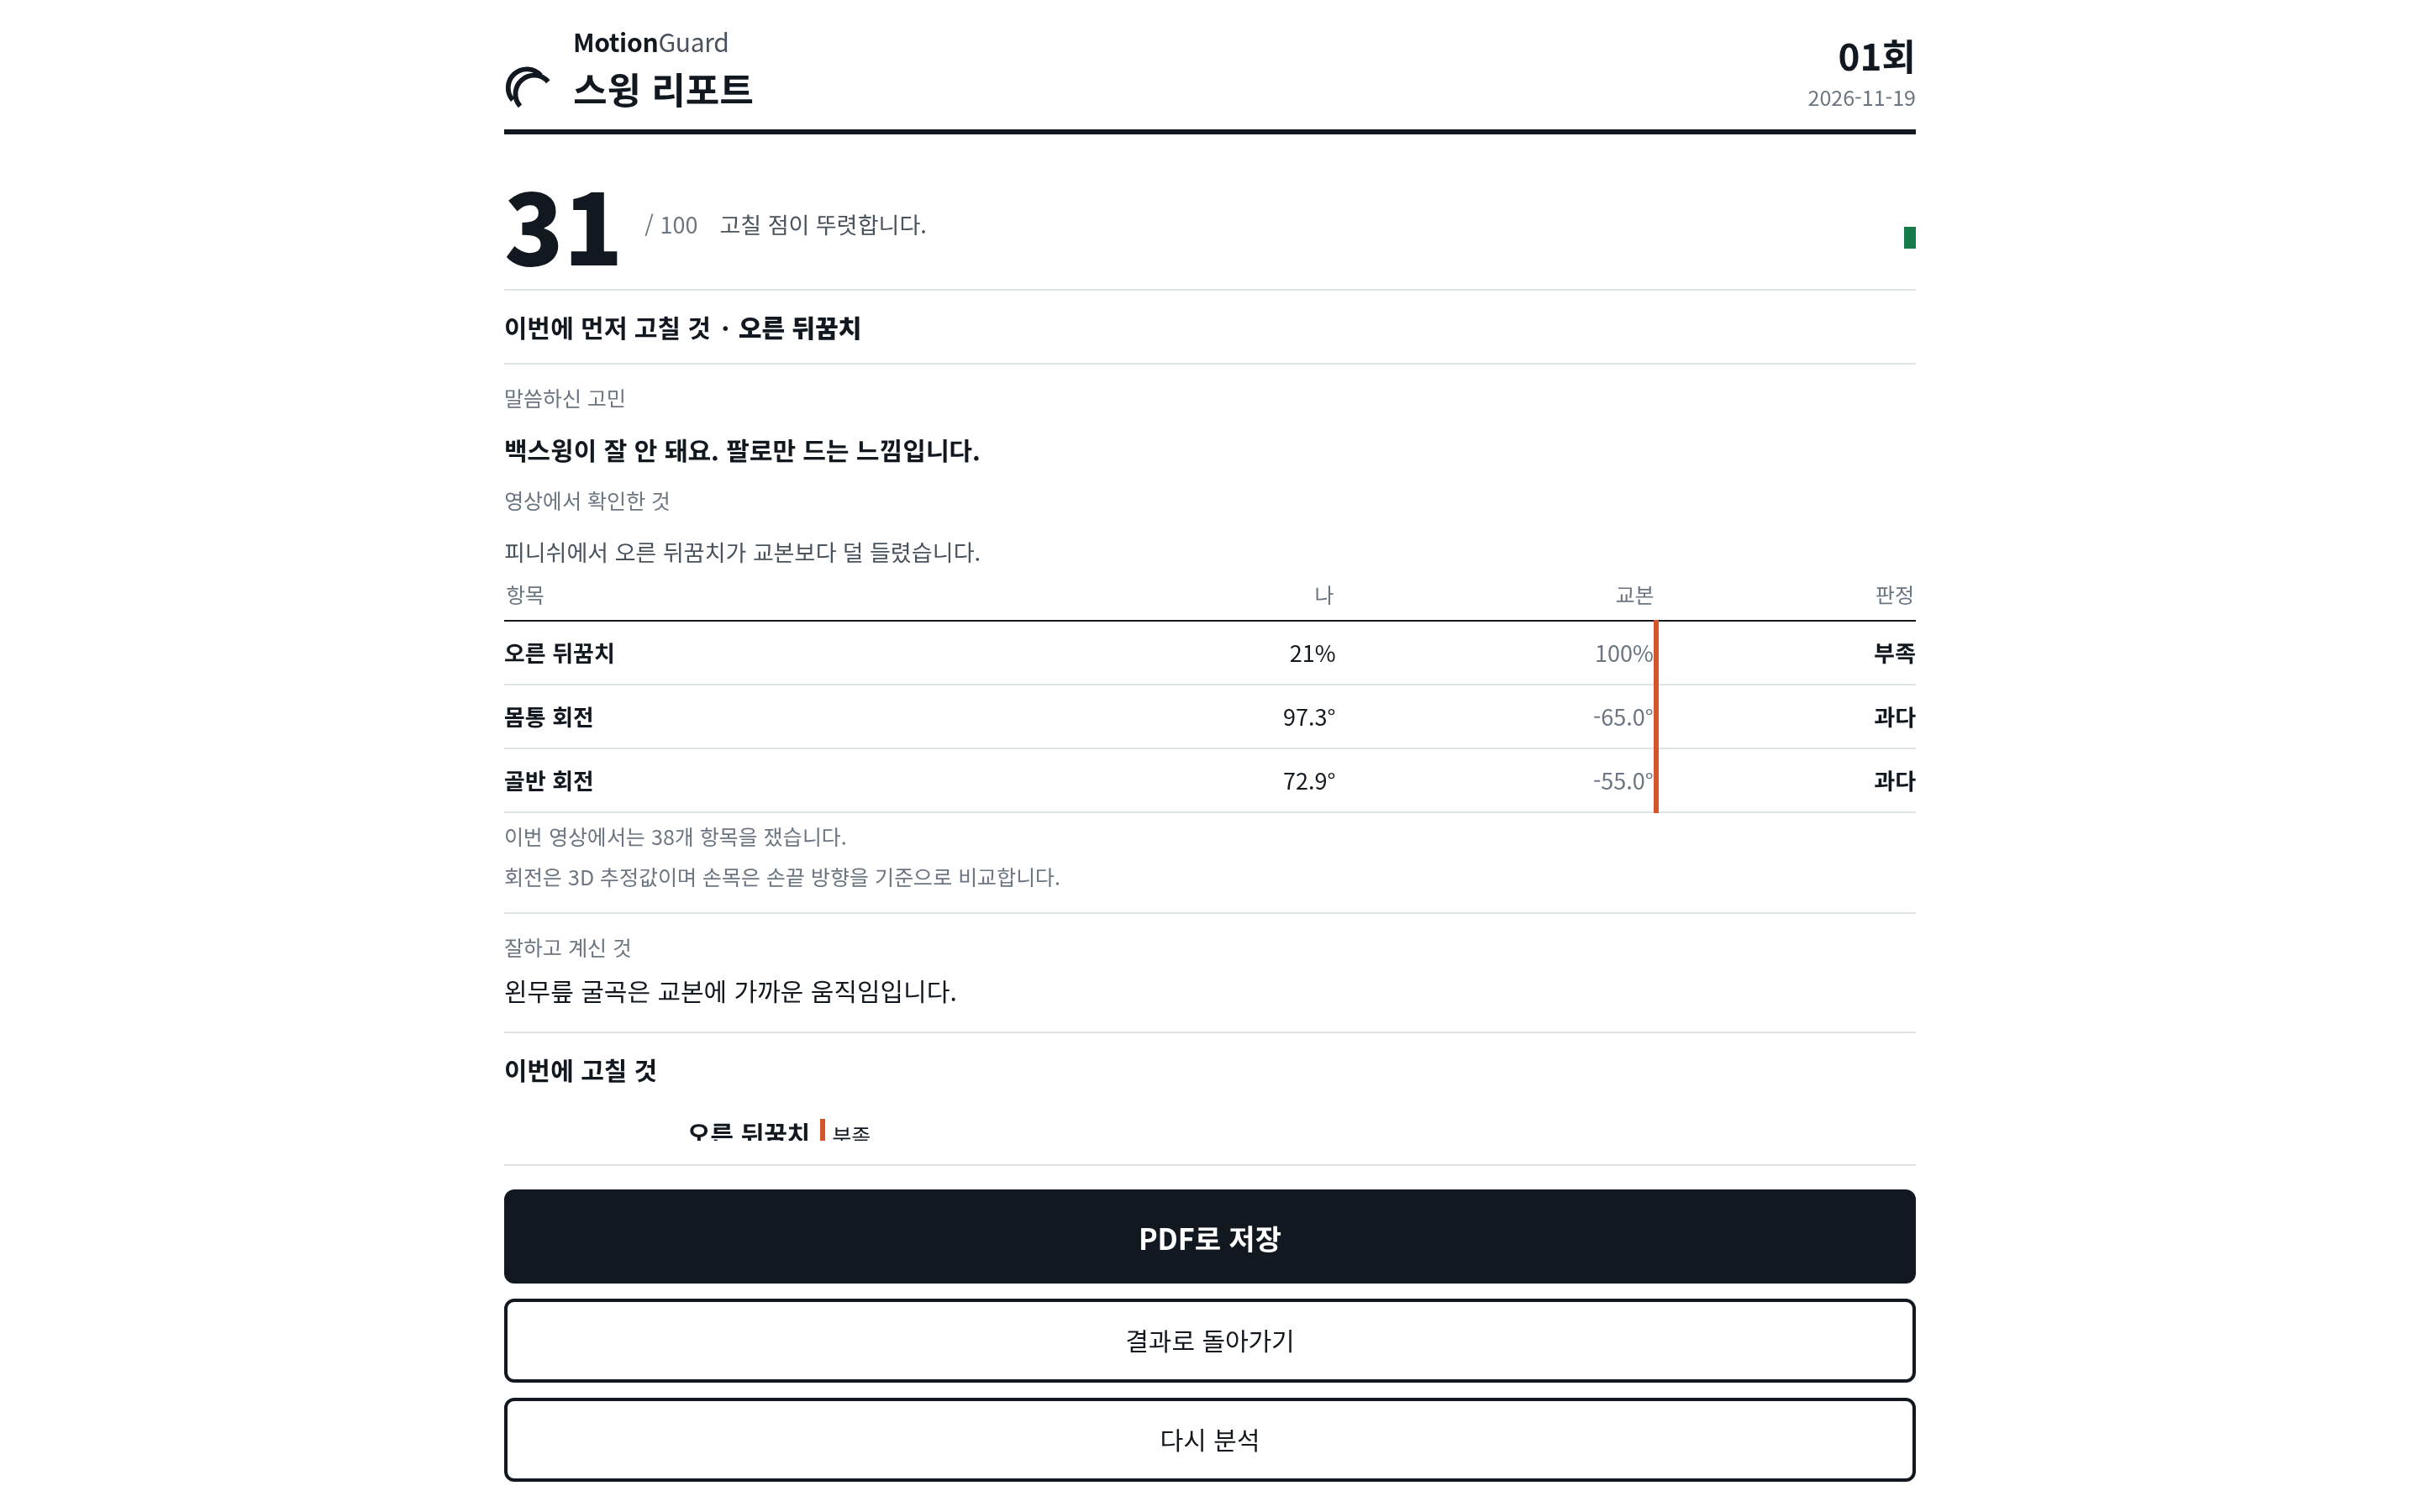 MotionGuard
스윙 리포트
01회
2026-11-19
31 / 100 고칠 점이 뚜렷합니다.
이번에 먼저 고칠 것 · 오른 뒤꿈치
말씀하신 고민
백스윙이 잘 안 돼요. 팔로만 드는 느낌입니다.
영상에서 확인한 것
피니쉬에서 오른 뒤꿈치가 교본보다 덜 들렸습니다.
항목 나 교본 판정
오른 뒤꿈치 21% 100% 부족
몸통 회전 97.3° -65.0° 과다
골반 회전 72.9° -55.0° 과다
이번 영상에서는 38개 항목을 쟀습니다.
회전은 3D 추정값이며 손목은 손끝 방향을 기준으로 비교합니다.
잘하고 계신 것
왼무릎 굴곡은 교본에 가까운 움직임입니다.
이번에 고칠 것
오른 뒤꿈치 부족
PDF로 저장
결과로 돌아가기
다시 분석